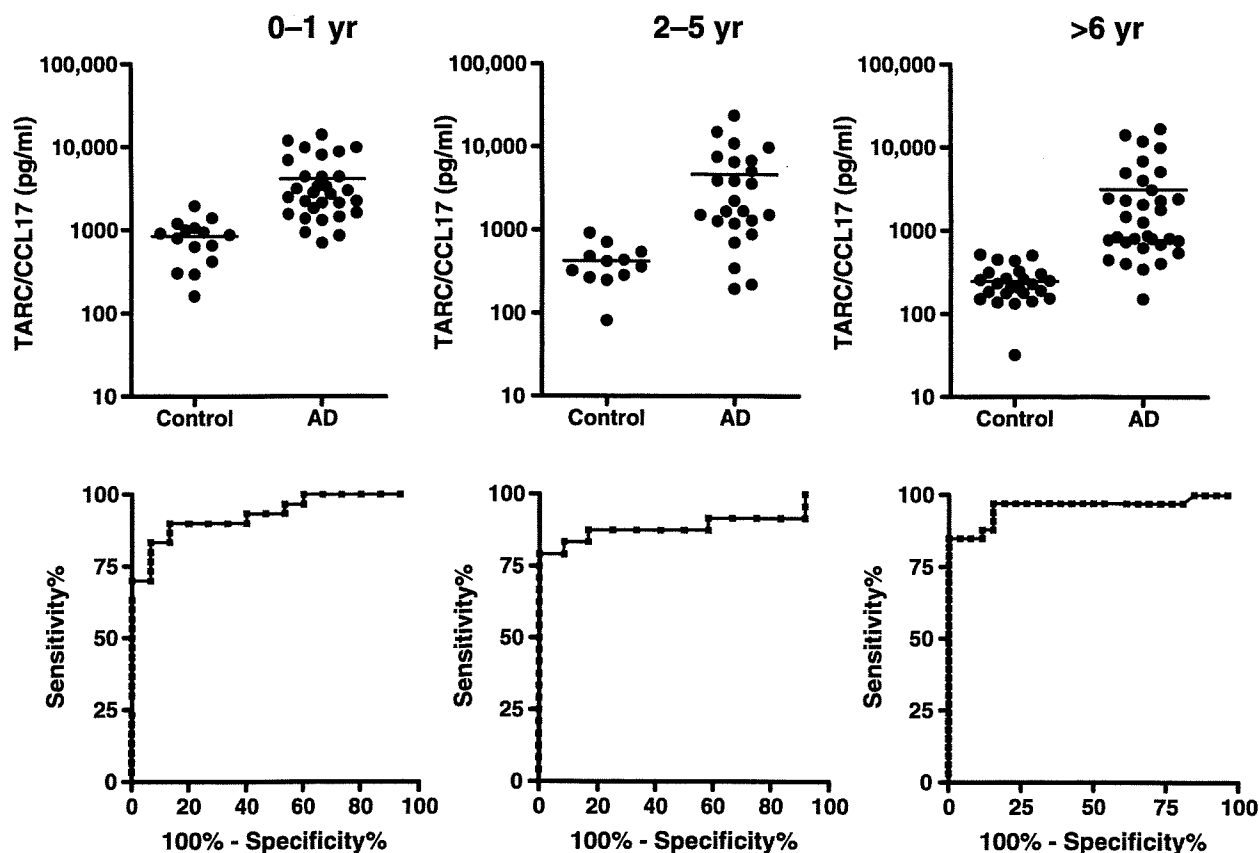 0–1 yr
2–5 yr
>6 yr
TARC/CCL17 (pg/ml)
100,000
10,000
1000
100
10
Control
AD
TARC/CCL17 (pg/ml)
100,000
10,000
1000
100
10
Control
AD
TARC/CCL17 (pg/ml)
100,000
10,000
1000
100
10
Control
AD
Sensitivity%
100
75
50
25
0
0
20
40
60
80
100
100% - Specificity%
Sensitivity%
100
75
50
25
0
0
20
40
60
80
100
100% - Specificity%
Sensitivity%
100
75
50
25
0
0
25
50
75
100
100% - Specificity%